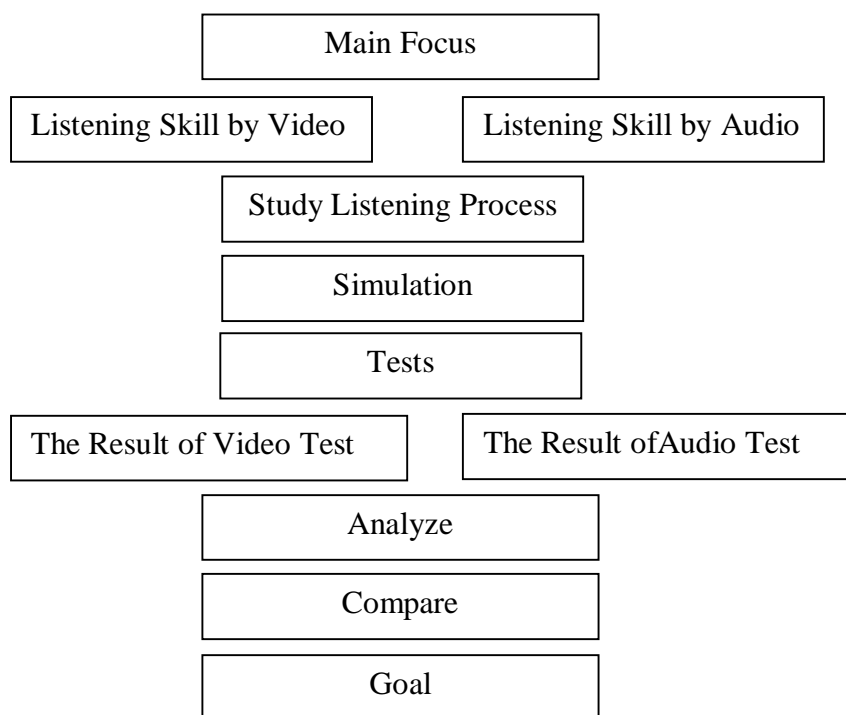 Main Focus
Listening Skill by Video
Listening Skill by Audio
Study Listening Process
Simulation
Tests
The Result of Video Test
The Result ofAudio Test
Analyze
Compare
Goal